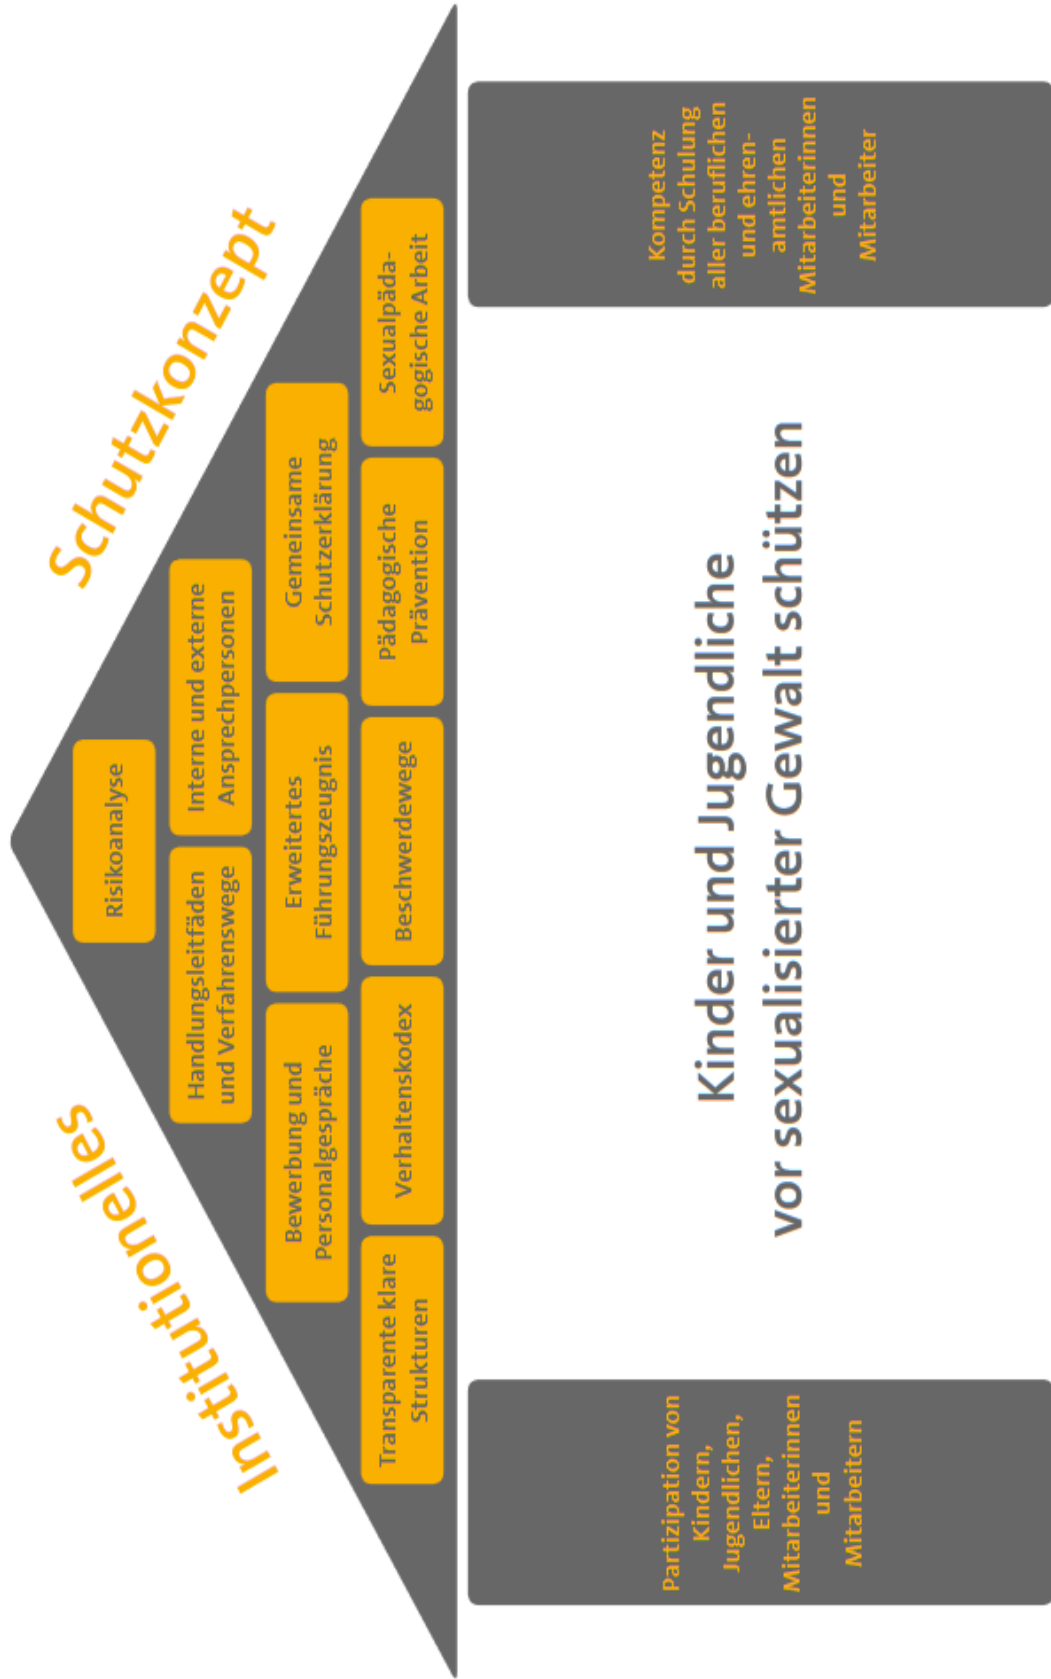 Institutionelles
Schutzkonzept
Risikoanalyse
Handlungsleitfäden
und Verfahrenswege
Interne und externe
Ansprechpersonen
Bewerbung und
Personalgespräche
Erweitertes
Führungszeugnis
Gemeinsame
Schutzerklärung
Transparente klare
Strukturen
Verhaltenskodex
Beschwerdewege
Pädagogische
Prävention
Sexualpäda-
gogische Arbeit
Partizipation von
Kindern,
Jugendlichen,
Eltern,
Mitarbeiterinnen
und
Mitarbeitern
Kinder und Jugendliche
vor sexualisierter Gewalt schützen
Kompetenz
durch Schulung
aller beruflichen
und ehren-
amtlichen
Mitarbeiterinnen
und
Mitarbeiter